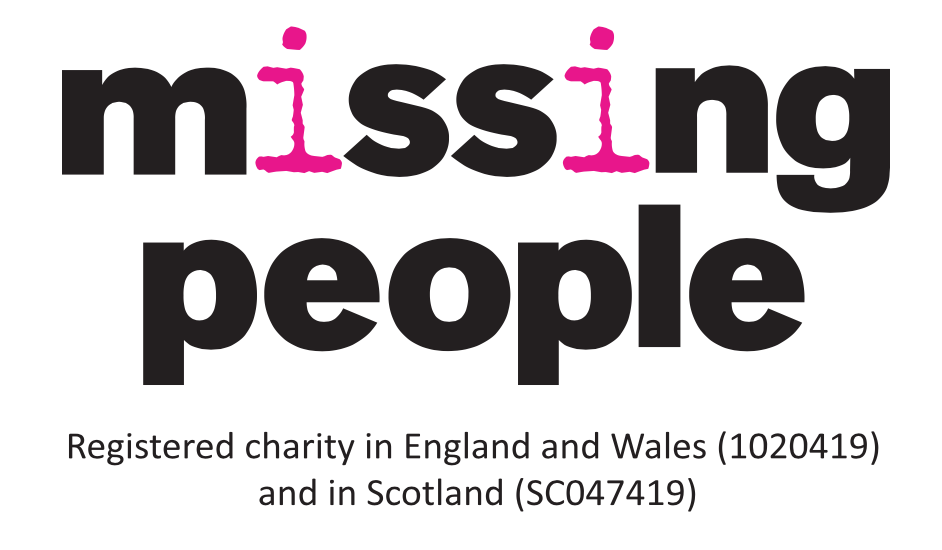 missing
people
Registered charity in England and Wales (1020419)
and in Scotland (SC047419)